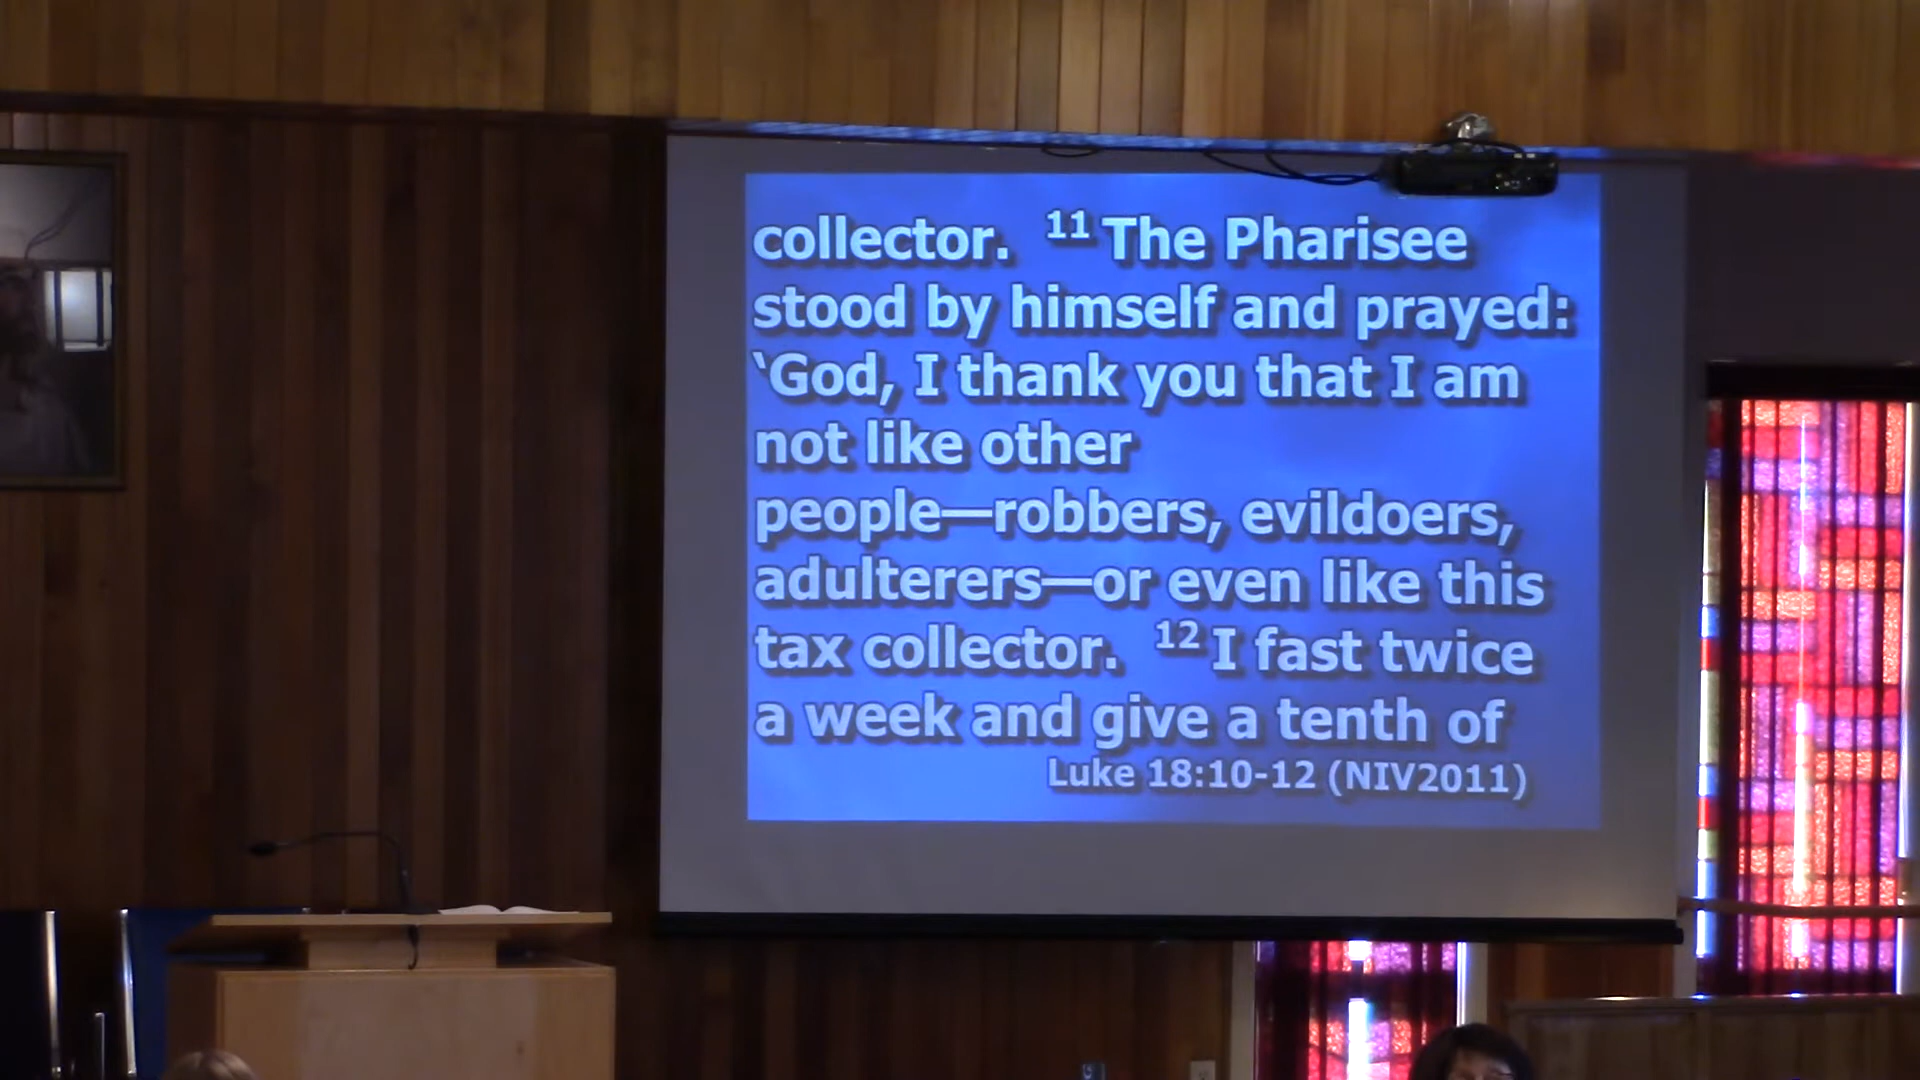 collector. 11 The Pharisee
stood by himself and prayed:
‘God, I thank you that I am
not like other
people—robbers, evildoers,
adulterers—or even like this
tax collector. 12 I fast twice
a week and give a tenth of
Luke 18:10-12 (NIV2011)